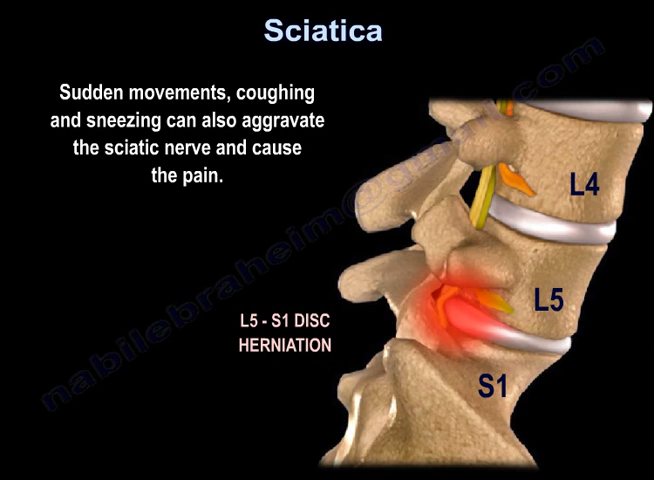 Sciatica
Sudden movements, coughing
and sneezing can also aggravate
the sciatic nerve and cause
the pain.
L4
L5
L5 - S1 DISC
HERNIATION
S1